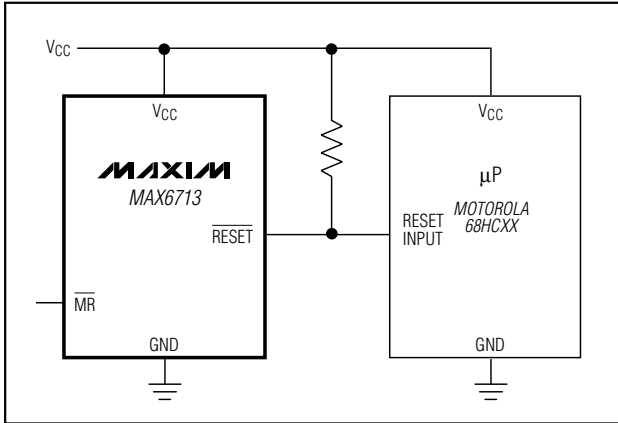 VCC
VCC
MAXIM
MAX6713
RESET
MR
GND
VCC
µP
MOTOROLA
68HCXX
RESET
INPUT
GND